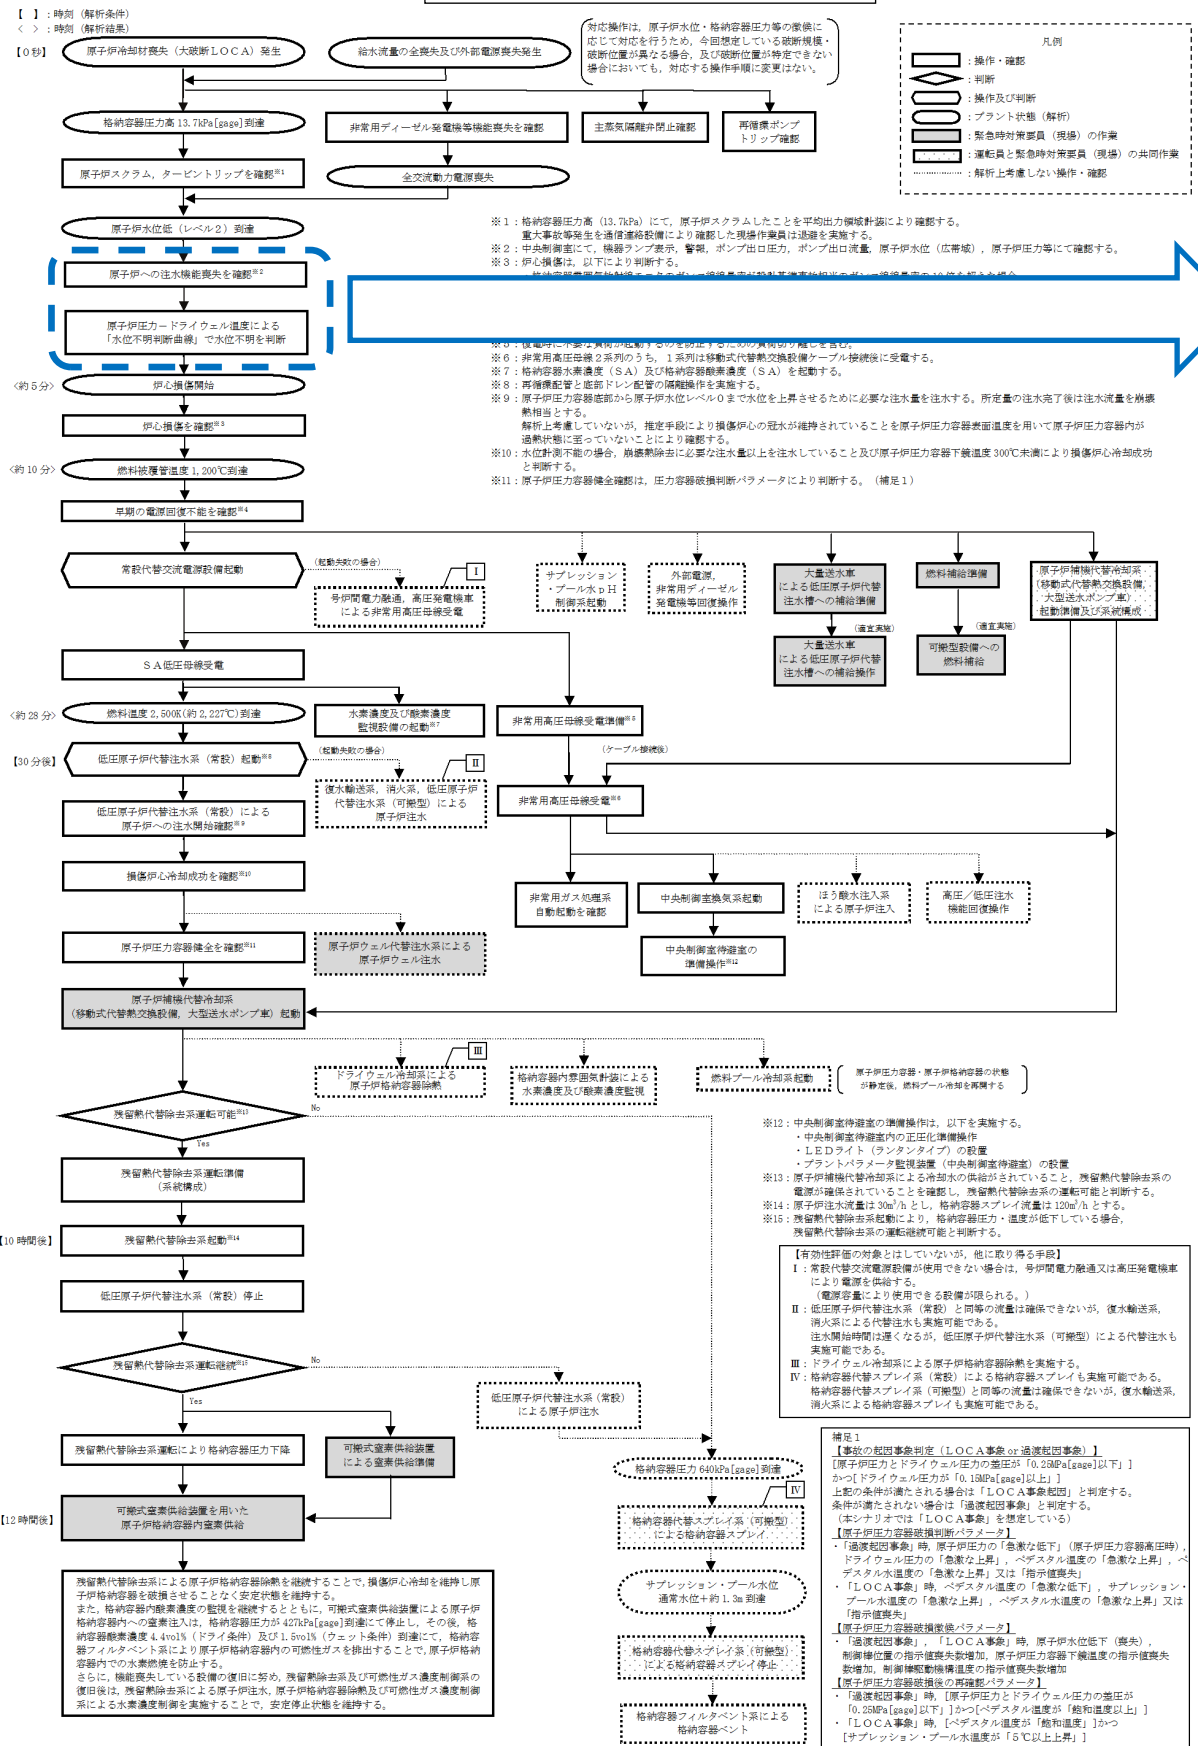 【 】：時刻（解析条件）
〈 〉：時刻（解析結果）
【0秒】
原子炉冷却材喪失（大破断LOCA）発生
給水流量の全喪失及び外部電源喪失発生
対応操作は，原子炉水位・格納容器圧力等の徴候に
応じて対応を行うため，今回想定している破断規模・
破断位置が異なる場合，及び破断位置が特定できない
場合においても，対応する操作手順に変更はない。
凡例
：操作・確認
：判断
：操作及び判断
：プラント状態（解析）
：緊急時対策要員（現場）の作業
：運転員と緊急時対策要員（現場）の共同作業
：解析上考慮しない操作・確認
格納容器圧力高 13.7kPa[gage]到達
非常用ディーゼル発電機等機能喪失を確認
主蒸気隔離弁閉止確認
再循環ポンプ
トリップ確認
原子炉スクラム，タービントリップを確認※1
全交流動力電源喪失
原子炉水位低（レベル2）到達
原子炉への注水機能喪失を確認※2
原子炉圧力－ドライウェル温度による
「水位不明判断曲線」で水位不明を判断
※1：格納容器圧力高（13.7kPa）にて，原子炉スクラムしたことを平均出力領域計装により確認する。
重大事故等発生を通信連絡設備により確認した現場作業員は退避を実施する。
※2：中央制御室にて，機器ランプ表示，警報，ポンプ出口圧力，ポンプ出口流量，原子炉水位（広帯域），原子炉圧力等にて確認する。
※3：炉心損傷は，以下により判断する。
※5：復電時に不要な負荷が起動するのを防止するための負荷切り離しを含む。
※6：非常用高圧母線2系列のうち，1系列は移動式代替熱交換設備ケーブル接続後に受電する。
※7：格納容器水素濃度（SA）及び格納容器酸素濃度（SA）を起動する。
※8：再循環配管と底部ドレン配管の隔離操作を実施する。
※9：原子炉圧力容器底部から原子炉水位レベル0まで水位を上昇させるために必要な注水量を注水する。所定量の注水完了後は注水流量を崩壊
熱相当とする。
解析上考慮していないが，推定手段により損傷炉心の冠水が維持されていることを原子炉圧力容器表面温度を用いて原子炉圧力容器内が
過熱状態に至っていないことにより確認する。
※10：水位計測不能の場合，崩壊熱除去に必要な注水量以上を注水していること及び原子炉圧力容器下鏡温度300℃未満により損傷炉心冷却成功
と判断する。
※11：原子炉圧力容器健全確認は，圧力容器破損判断パラメータにより判断する。（補足1）
〈約5分〉
炉心損傷開始
炉心損傷を確認※3
〈約10分〉
燃料被覆管温度1,200℃到達
早期の電源回復不能を確認※4
常設代替交流電源設備起動
（起動失敗の場合）
Ⅰ
号炉間電力融通，高圧発電機車
による非常用高圧母線受電
サプレッション
・プール水pH
制御系起動
外部電源，
非常用ディーゼル
発電機等回復操作
大量送水車
による低圧原子炉代替
注水槽への補給準備
燃料補給準備
原子炉補機代替冷却系
（移動式代替熱交換設備，
大型送水ポンプ車）
起動準備及び系統構成
（適宜実施）
（適宜実施）
大量送水車
による低圧原子炉代替
注水槽への補給操作
可搬型設備への
燃料補給
SA低圧母線受電
〈約28分〉
燃料温度2,500K(約2,227℃)到達
水素濃度及び酸素濃度
監視設備の起動※7
非常用高圧母線受電準備※5
【30分後】
低圧原子炉代替注水系（常設）起動※8
（起動失敗の場合）
Ⅱ
（ケーブル接続後）
復水輸送系，消火系，低圧原子炉
代替注水系（可搬型）による
原子炉注水
非常用高圧母線受電※6
低圧原子炉代替注水系（常設）による
原子炉への注水開始確認※9
損傷炉心冷却成功を確認※10
非常用ガス処理系
自動起動を確認
中央制御室換気系起動
ほう酸水注入系
による原子炉注入
高圧／低圧注水
機能回復操作
原子炉圧力容器健全を確認※11
原子炉ウェル代替注水系による
原子炉ウェル注水
中央制御室待避室の
準備操作※12
原子炉補機代替冷却系
（移動式代替熱交換設備，大型送水ポンプ車）起動
Ⅲ
ドライウェル冷却系による
原子炉格納容器除熱
格納容器内雰囲気計装による
水素濃度及び酸素濃度監視
燃料プール冷却系起動
原子炉圧力容器・原子炉格納容器の状態
が静定後，燃料プール冷却を再開する
残留熱代替除去系運転可能※13
No
Yes
※12：中央制御室待避室の準備操作は，以下を実施する。
・中央制御室待避室内の正圧化準備操作
・LEDライト（ランタンタイプ）の設置
・プラントパラメータ監視装置（中央制御室待避室）の設置
※13：原子炉補機代替冷却系による冷却水の供給がされていること，残留熱代替除去系の
電源が確保されていることを確認し，残留熱代替除去系の運転可能と判断する。
※14：原子炉注水流量は30m³/hとし，格納容器スプレイ流量は120m³/hとする。
※15：残留熱代替除去系起動により，格納容器圧力・温度が低下している場合，
残留熱代替除去系の運転継続可能と判断する。
残留熱代替除去系運転準備
（系統構成）
【10時間後】
残留熱代替除去系起動※14
低圧原子炉代替注水系（常設）停止
【有効性評価の対象とはしていないが，他に取り得る手段】
Ⅰ：常設代替交流電源設備が使用できない場合は，号炉間電力融通又は高圧発電機車
により電源を供給する。
（電源容量により使用できる設備が限られる。）
Ⅱ：低圧原子炉代替注水系（常設）と同等の流量は確保できないが，復水輸送系，
消火系による代替注水も実施可能である。
注水開始時間は遅くなるが，低圧原子炉代替注水系（可搬型）による代替注水も
実施可能である。
Ⅲ：ドライウェル冷却系による原子炉格納容器除熱を実施する。
Ⅳ：格納容器代替スプレイ系（常設）による格納容器スプレイも実施可能である。
格納容器代替スプレイ系（可搬型）と同等の流量は確保できないが，復水輸送系，
消火系による格納容器スプレイも実施可能である。
残留熱代替除去系運転継続※15
No
Yes
低圧原子炉代替注水系（常設）
による原子炉注水
残留熱代替除去系運転により格納容器圧力下降
可搬式窒素供給装置
による窒素供給準備
格納容器圧力640kPa[gage]到達
Ⅳ
【12時間後】
可搬式窒素供給装置を用いた
原子炉格納容器内窒素供給
格納容器代替スプレイ系（可搬型）
による格納容器スプレイ
サプレッション・プール水位
通常水位＋約1.3m到達
格納容器代替スプレイ系（可搬型）
による格納容器スプレイ停止
格納容器フィルタベント系による
格納容器ベント
残留熱代替除去系による原子炉格納容器除熱を継続することで，損傷炉心冷却を維持し原
子炉格納容器を破損させることなく安定状態を維持する。
また，格納容器内酸素濃度の監視を継続するとともに，可搬式窒素供給装置による原子炉
格納容器内への窒素注入は，格納容器圧力が427kPa[gage]到達にて停止し，その後，格
納容器酸素濃度4.4vol%（ドライ条件）及び1.5vol%（ウェット条件）到達にて，格納容
器フィルタベント系により原子炉格納容器内の可燃性ガスを排出することで，原子炉格納
容器内での水素燃焼を防止する。
さらに，機能喪失している設備の復旧に努め，残留熱除去系及び可燃性ガス濃度制御系の
復旧後は，残留熱除去系による原子炉注水，原子炉格納容器除熱及び可燃性ガス濃度制御
系による水素濃度制御を実施することで，安定停止状態を維持する。
補足1
【事故の起因事象判定（LOCA事象or過渡起因事象）】
[原子炉圧力とドライウェル圧力の差圧が「0.25MPa[gage]以下」]
かつ[ドライウェル圧力が「0.15MPa[gage]以上」]
上記の条件が満たされる場合は「LOCA事象起因」と判定する。
条件が満たされない場合は「過渡起因事象」と判定する。
（本シナリオでは「LOCA事象」を想定している）
【原子炉圧力容器破損判断パラメータ】
・「過渡起因事象」時，原子炉圧力の「急激な低下」（原子炉圧力容器高圧時），
ドライウェル圧力の「急激な上昇」，ペデスタル温度の「急激な上昇」，ペ
デスタル水温度の「急激な上昇」又は「指示値喪失」
・「LOCA事象」時，ペデスタル温度の「急激な低下」，サプレッション・
プール水温度の「急激な上昇」，ペデスタル水温度の「急激な上昇」又は
「指示値喪失」
【原子炉圧力容器破損徴候パラメータ】
・「過渡起因事象」，「LOCA事象」時，原子炉水位低下（喪失），
制御棒位置の指示値喪失数増加，原子炉圧力容器下鏡温度の指示値喪失
数増加，制御棒駆動機構温度の指示値喪失数増加
【原子炉圧力容器破損後の再確認パラメータ】
・「過渡起因事象」時，[原子炉圧力とドライウェル圧力の差圧が
「0.25MPa[gage]以下」]かつ[ペデスタル温度が「飽和温度以上」]
・「LOCA事象」時，[ペデスタル温度が「飽和温度」]かつ
[サプレッション・プール水温度が「5℃以上上昇」]